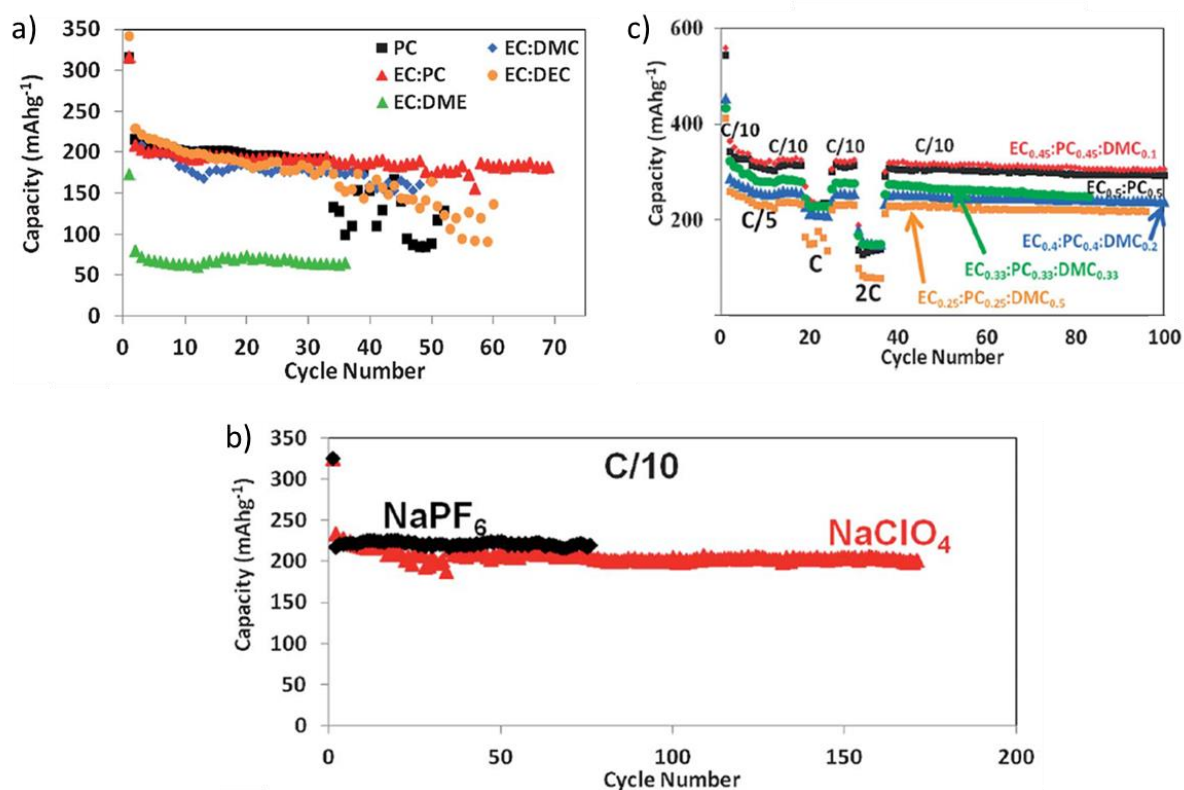 a)
350
300
250
200
150
100
50
0
Capacity (mAhg⁻¹)
PC
EC:DMC
EC:PC
EC:DEC
EC:DME
0 10 20 30 40 50 60 70
Cycle Number
c)
600
400
200
0
Capacity (mAhg⁻¹)
C/10
C/10
C/10
C/10
C/5
C
2C
EC₀.₄₅:PC₀.₄₅:DMC₀.₁
EC₀.₅:PC₀.₅
EC₀.₄:PC₀.₄:DMC₀.₂
EC₀.₃₃:PC₀.₃₃:DMC₀.₃₃
EC₀.₂₅:PC₀.₂₅:DMC₀.₅
0 20 40 60 80 100
Cycle Number
b)
350
300
250
200
150
100
50
0
Capacity (mAhg⁻¹)
C/10
NaPF₆
NaClO₄
0 50 100 150 200
Cycle Number